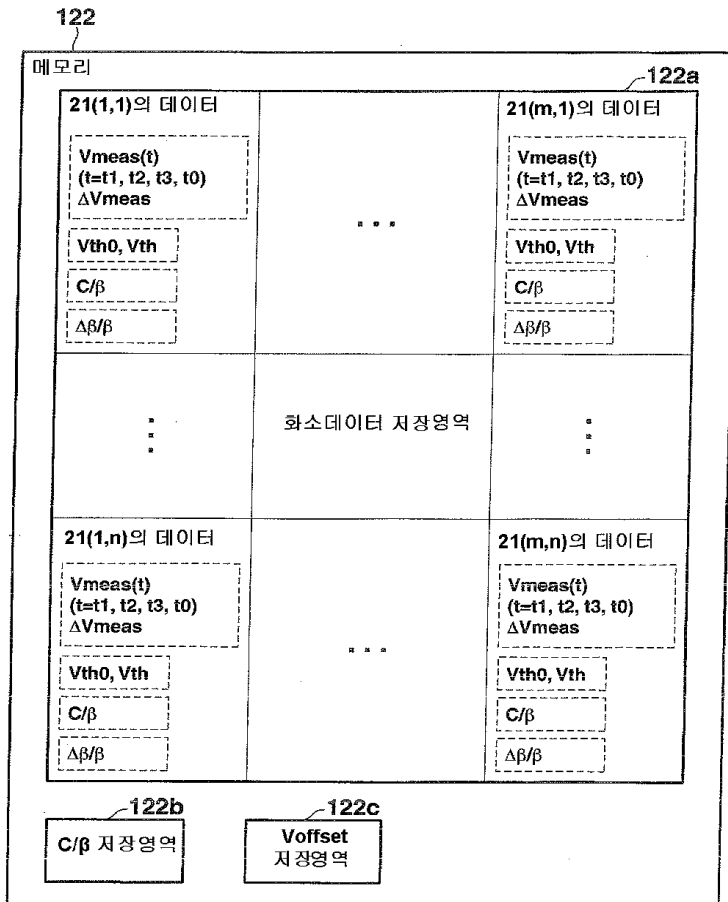 122
메모리
122a
21(1,1)의 데이터
Vmeas(t)
(t=t1, t2, t3, t0)
ΔVmeas
Vth0, Vth
C/β
Δβ/β
21(m,1)의 데이터
Vmeas(t)
(t=t1, t2, t3, t0)
ΔVmeas
Vth0, Vth
C/β
Δβ/β
화소데이터 저장영역
21(1,n)의 데이터
Vmeas(t)
(t=t1, t2, t3, t0)
ΔVmeas
Vth0, Vth
C/β
Δβ/β
21(m,n)의 데이터
Vmeas(t)
(t=t1, t2, t3, t0)
ΔVmeas
Vth0, Vth
C/β
Δβ/β
122b
C/β 저장영역
122c
Voffset
저장영역